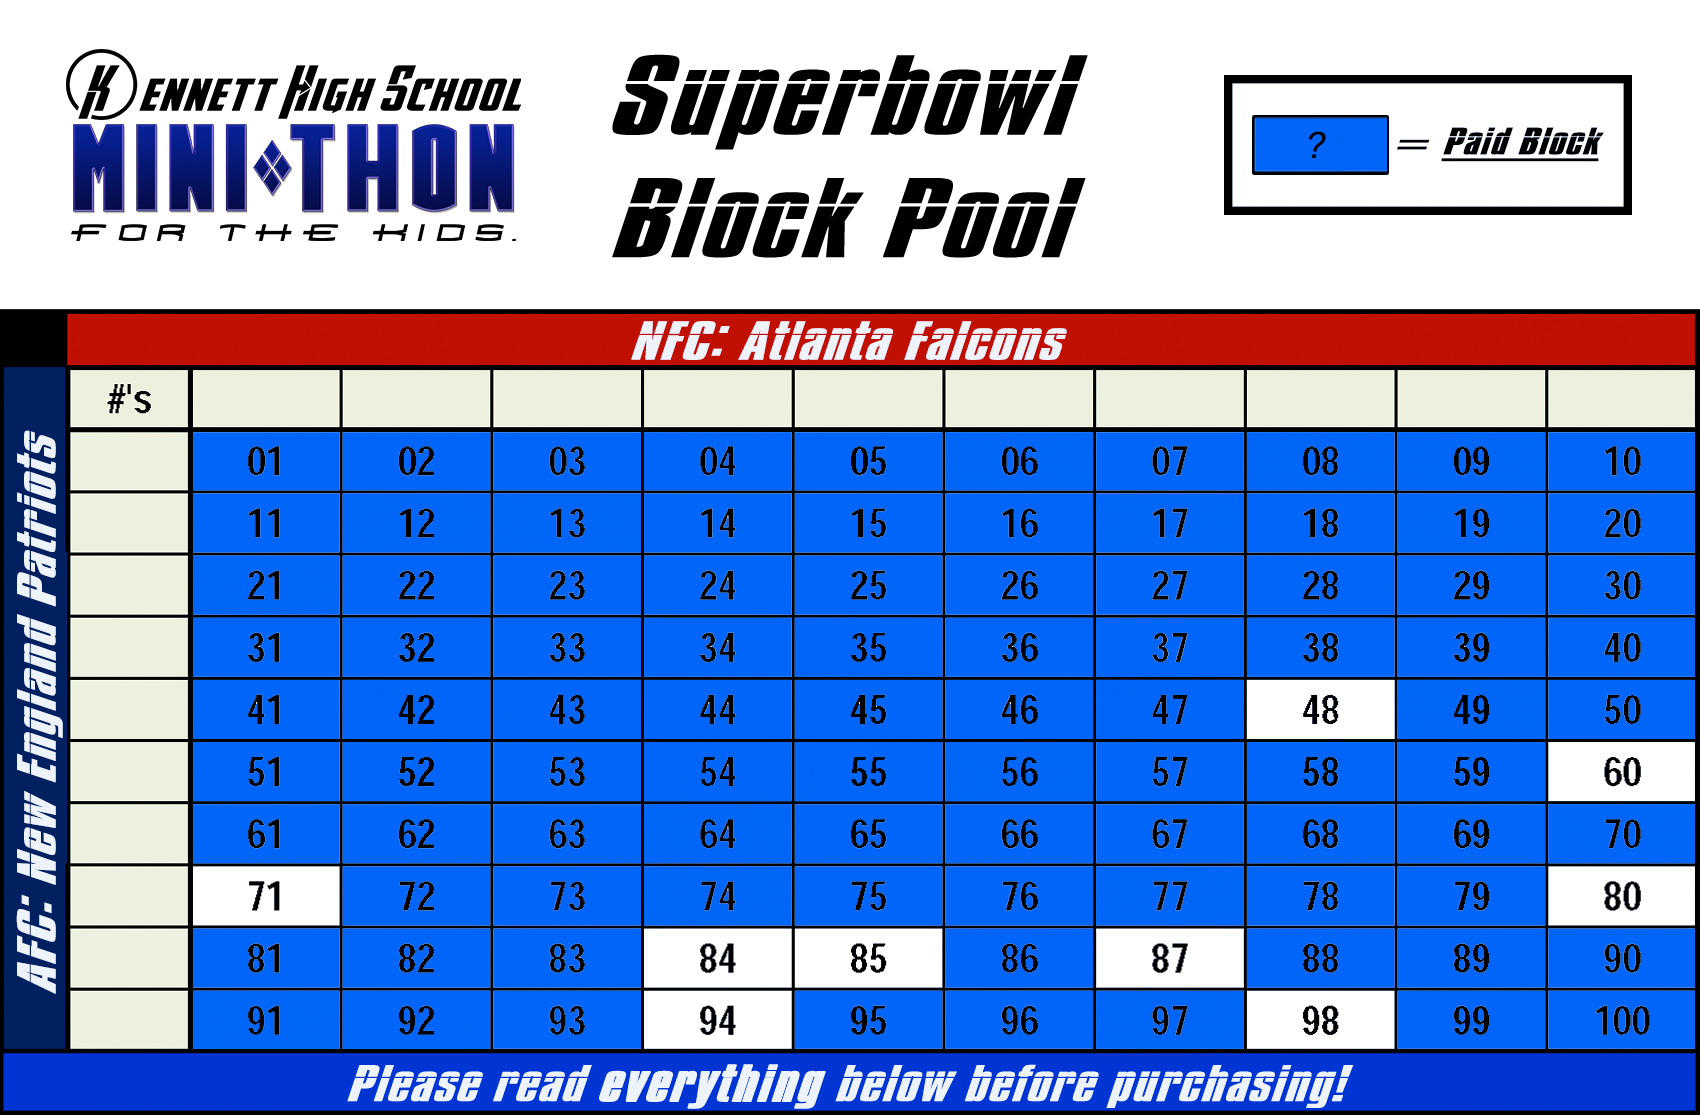 KENNETT HIGH SCHOOL
MINI THON
FOR THE KIDS.
Superbowl
Block Pool
? = Paid Block
NFC: Atlanta Falcons
AFC: New England Patriots
#'s
01 02 03 04 05 06 07 08 09 10
11 12 13 14 15 16 17 18 19 20
21 22 23 24 25 26 27 28 29 30
31 32 33 34 35 36 37 38 39 40
41 42 43 44 45 46 47 48 49 50
51 52 53 54 55 56 57 58 59 60
61 62 63 64 65 66 67 68 69 70
71 72 73 74 75 76 77 78 79 80
81 82 83 84 85 86 87 88 89 90
91 92 93 94 95 96 97 98 99 100
Please read everything below before purchasing!